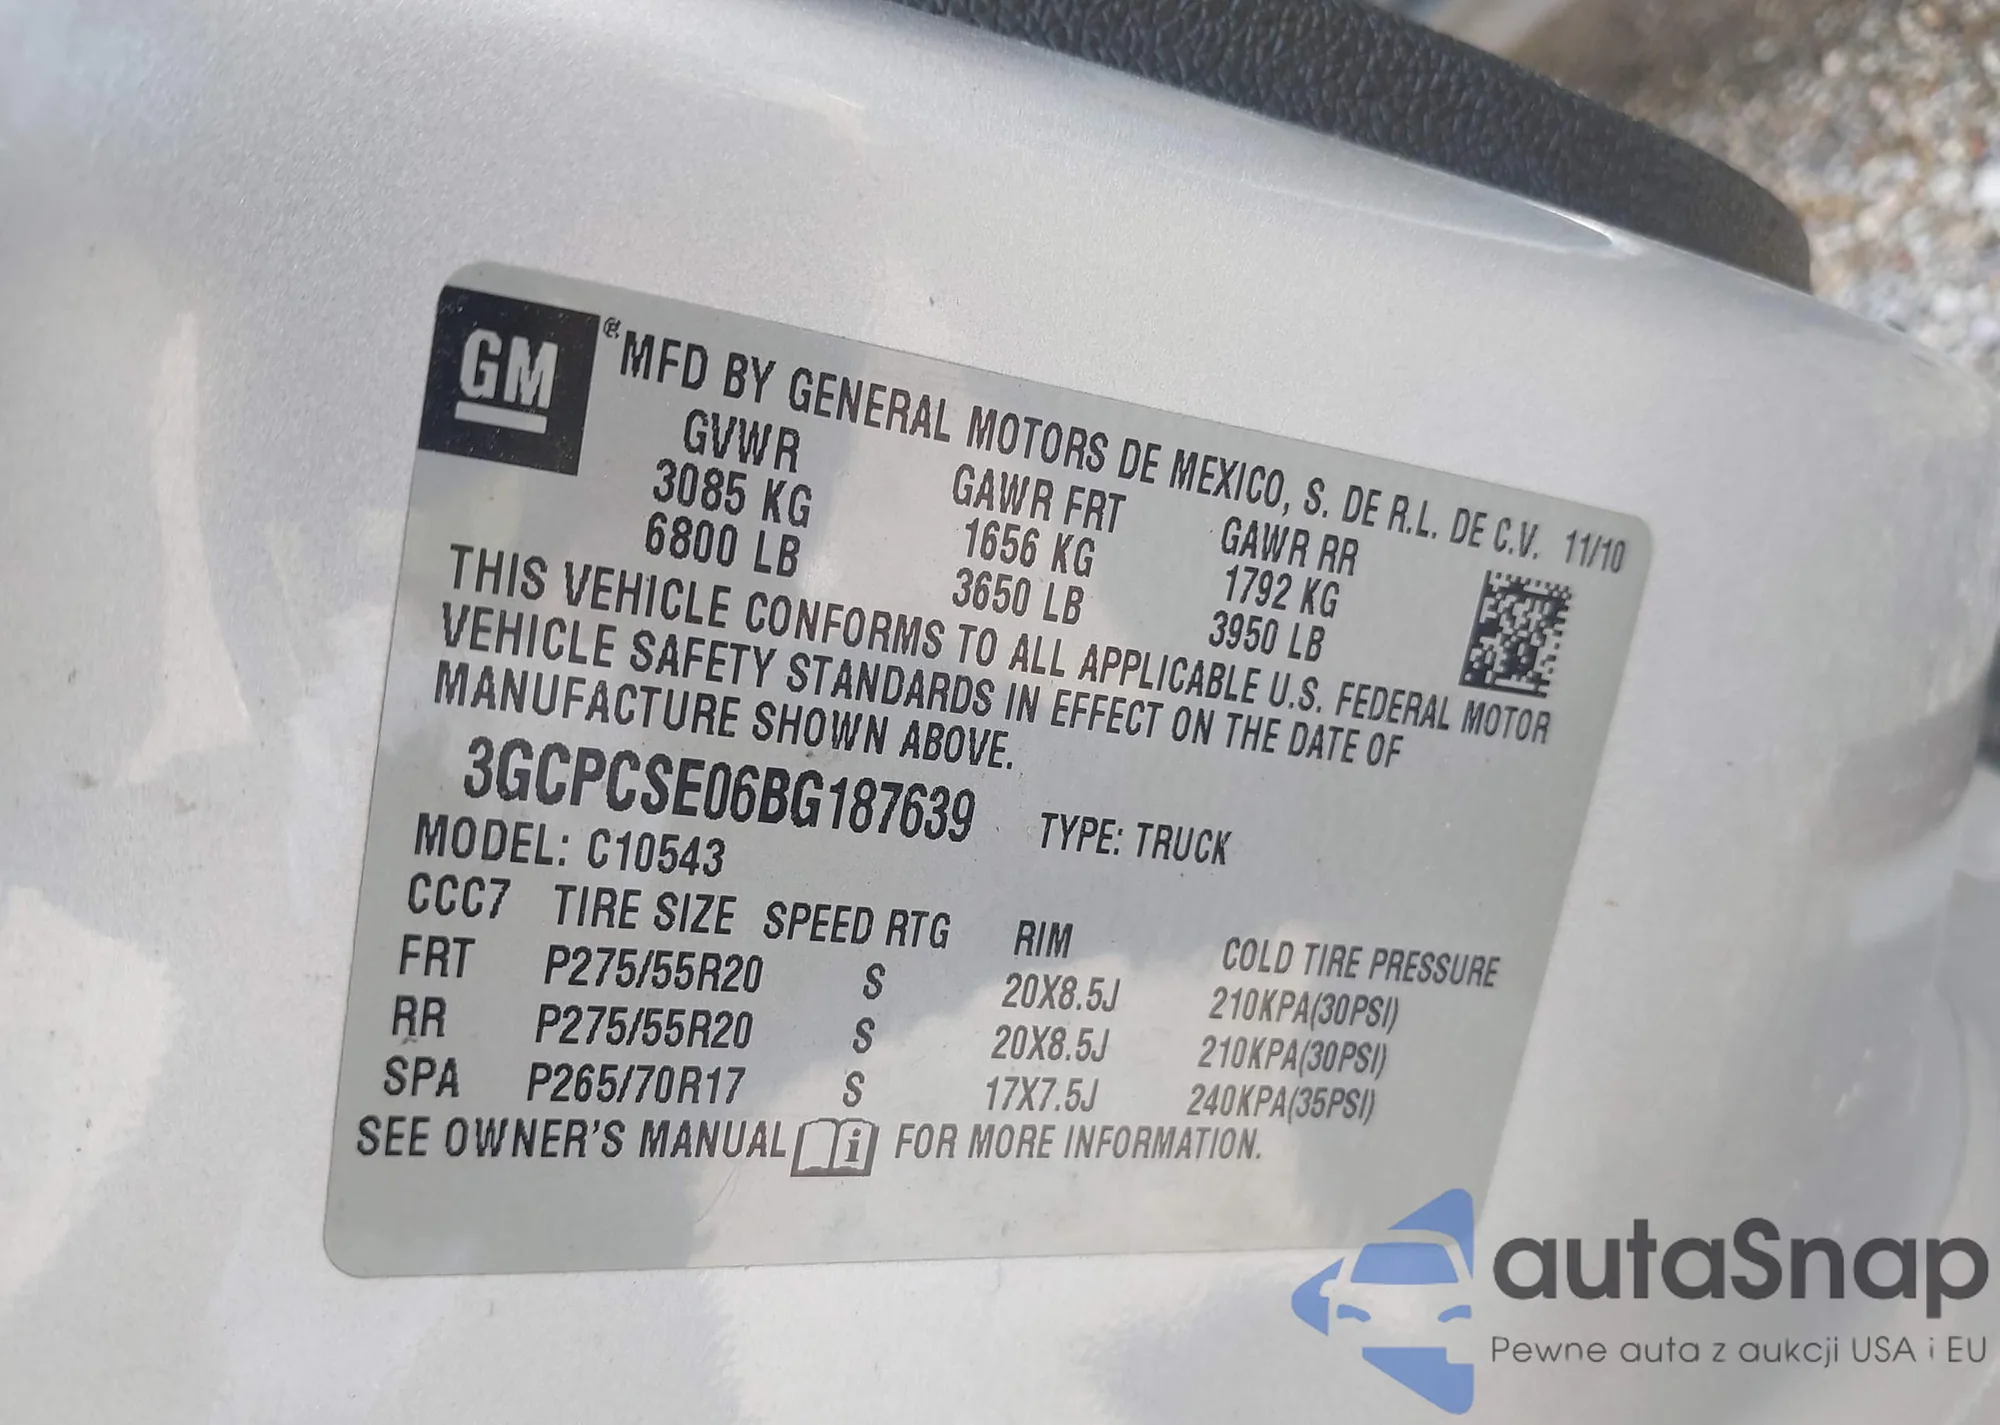 GM ® MFD BY GENERAL MOTORS DE MEXICO, S. DE R.L. DE C.V. 11/10
GVWR GAWR FRT GAWR RR
3085 KG 1656 KG 1792 KG
6800 LB 3650 LB 3950 LB
THIS VEHICLE CONFORMS TO ALL APPLICABLE U.S. FEDERAL MOTOR
VEHICLE SAFETY STANDARDS IN EFFECT ON THE DATE OF
MANUFACTURE SHOWN ABOVE.
3GCPCSE06BG187639 TYPE: TRUCK
MODEL: C10543
CCC7 TIRE SIZE SPEED RTG RIM COLD TIRE PRESSURE
FRT P275/55R20 S 20X8.5J 210KPA(30PSI)
RR P275/55R20 S 20X8.5J 210KPA(30PSI)
SPA P265/70R17 S 17X7.5J 240KPA(35PSI)
SEE OWNER'S MANUAL i FOR MORE INFORMATION.
autaSnap
Pewne auta z aukcji USA i EU